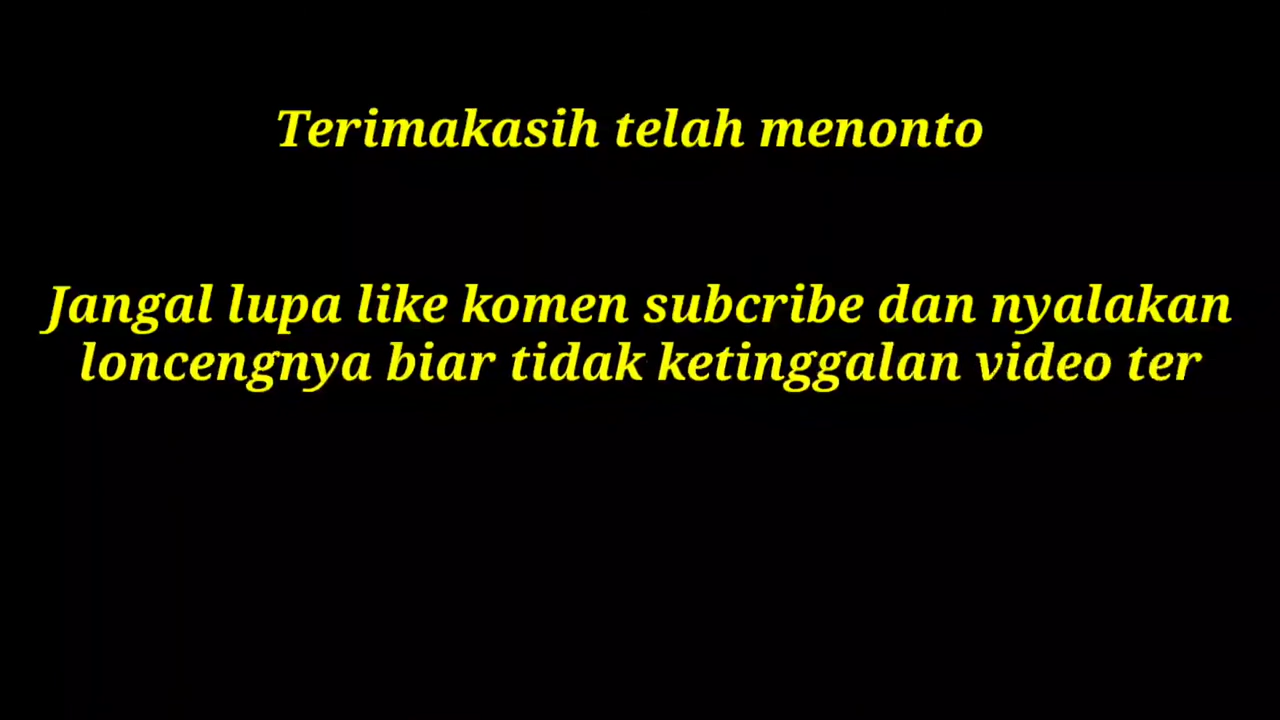 Terimakasih telah menonto
Jangal lupa like komen subcribe dan nyalakan
loncengnya biar tidak ketinggalan video ter